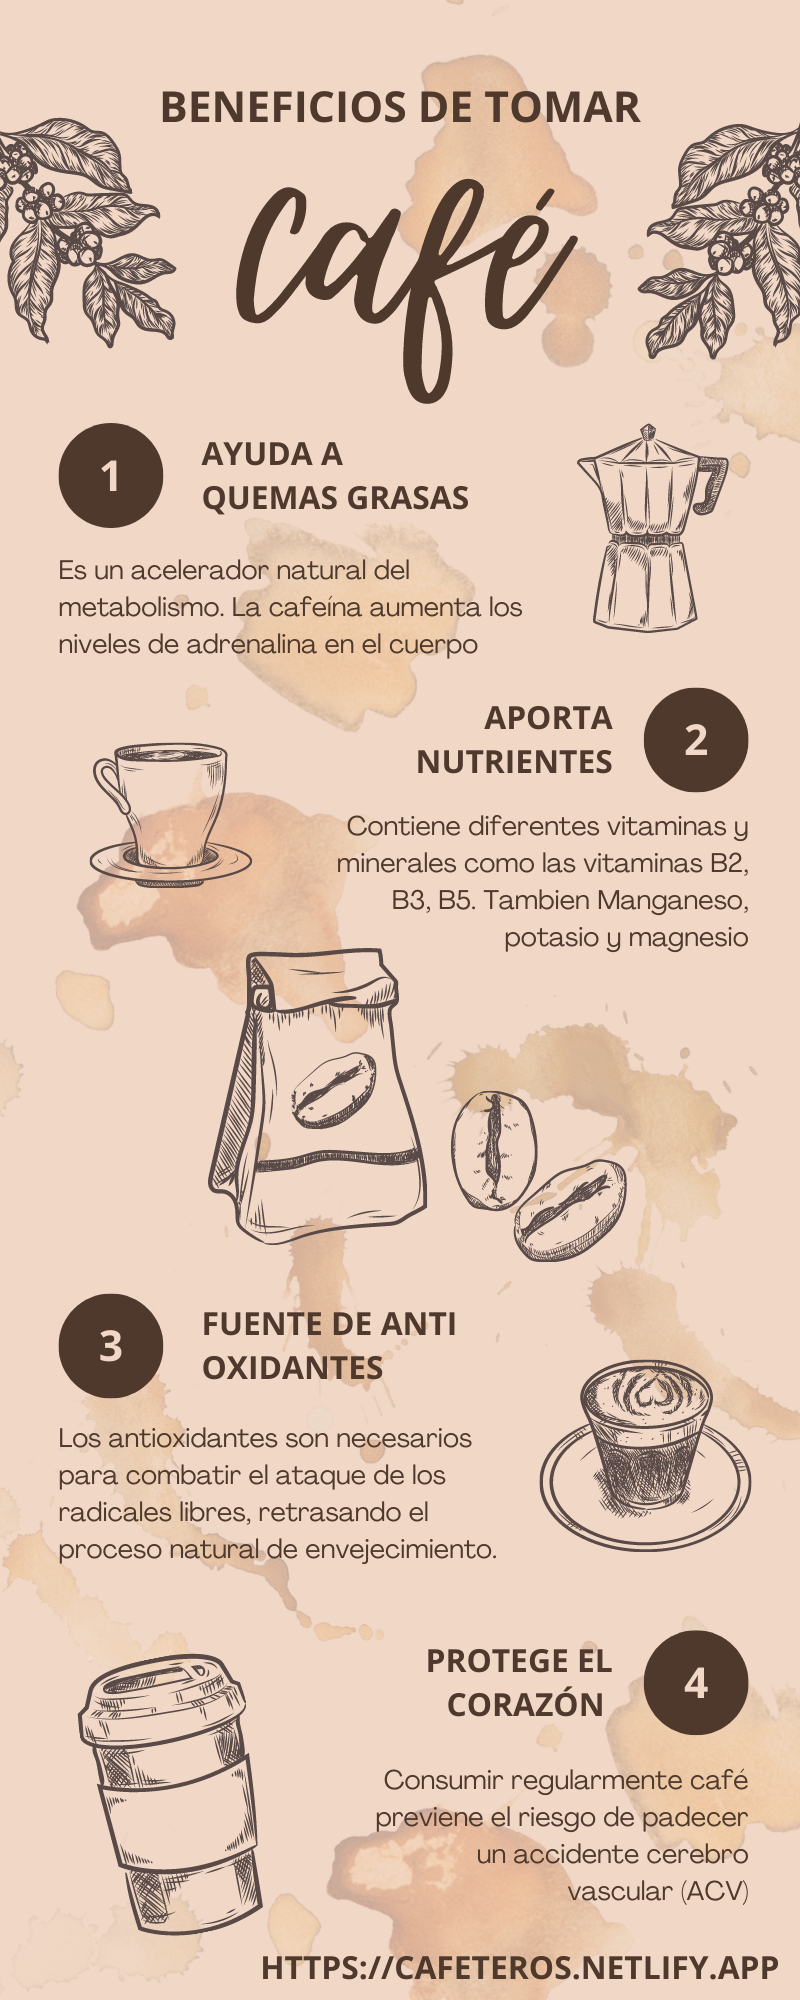 BENEFICIOS DE TOMAR
café
1
AYUDA A
QUEMAS GRASAS
Es un acelerador natural del
metabolismo. La cafeína aumenta los
niveles de adrenalina en el cuerpo
APORTA
NUTRIENTES
2
Contiene diferentes vitaminas y
minerales como las vitaminas B2,
B3, B5. Tambien Manganeso,
potasio y magnesio
3
FUENTE DE ANTI
OXIDANTES
Los antioxidantes son necesarios
para combatir el ataque de los
radicales libres, retrasando el
proceso natural de envejecimiento.
PROTEGE EL
CORAZÓN
4
Consumir regularmente café
previene el riesgo de padecer
un accidente cerebro
vascular (ACV)
HTTPS://CAFETEROS.NETLIFY.APP